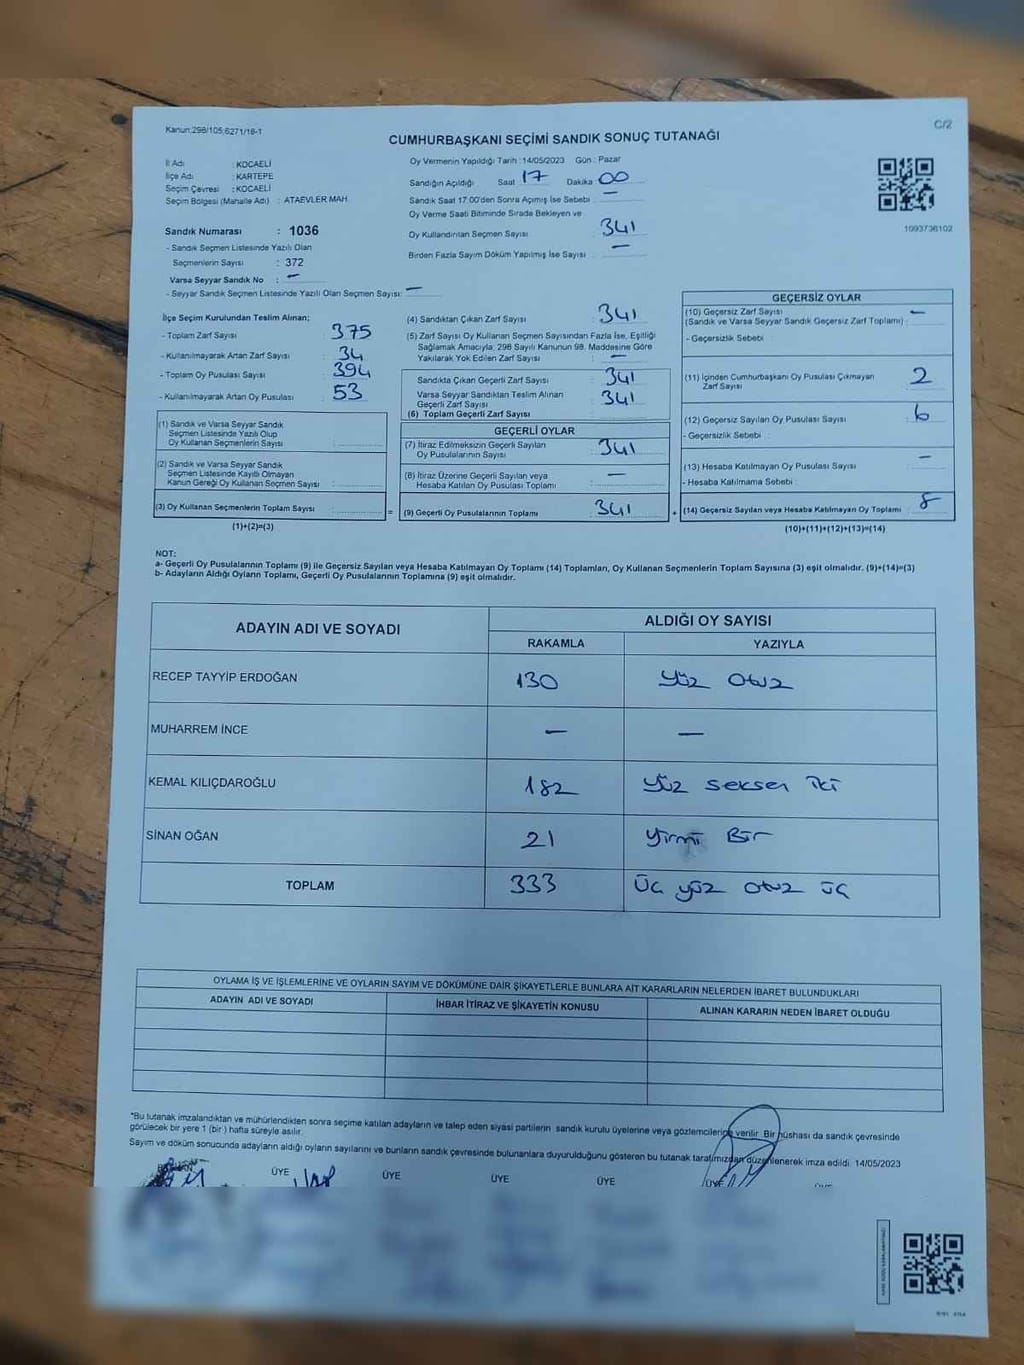 Kanun:298/105;6271/18-1
C/2
CUMHURBAŞKANI SEÇİMİ SANDIK SONUÇ TUTANAĞI
İl Adı : KOCAELİ
İlçe Adı : KARTEPE
Seçim Çevresi : KOCAELİ
Seçim Bölgesi (Mahalle Adı) : ATAEVLER MAH.
Sandık Numarası : 1036
- Sandık Seçmen Listesinde Yazılı Olan
Seçmenlerin Sayısı : 372
Varsa Seyyar Sandık No : —
- Seyyar Sandık Seçmen Listesinde Yazılı Olan Seçmen Sayısı: —
Oy Vermenin Yapıldığı Tarih :14/05/2023 Gün : Pazar
Sandığın Açıldığı Saat 17 Dakika 00
Sandık Saat 17.00'den Sonra Açımış İse Sebebi : —
Oy Verme Saati Bitiminde Sırada Bekleyen ve
Oy Kullandırılan Seçmen Sayısı : 341
Birden Fazla Sayım Döküm Yapılmış İse Sayısı : —
1093736102
İlçe Seçim Kurulundan Teslim Alınan;
- Toplam Zarf Sayısı : 375
- Kullanılmayarak Artan Zarf Sayısı : 34
- Toplam Oy Pusulası Sayısı : 394
- Kullanılmayarak Artan Oy Pusulası : 53
(1) Sandık ve Varsa Seyyar Sandık
Seçmen Listesinde Yazılı Olup
Oy Kullanan Seçmenlerin Sayısı :
(2) Sandık ve Varsa Seyyar Sandık
Seçmen Listesinde Kayıtlı Olmayan
Kanun Gereği Oy Kullanan Seçmen Sayısı :
(3) Oy Kullanan Seçmenlerin Toplam Sayısı :
(1)+(2)=(3)
(4) Sandıktan Çıkan Zarf Sayısı : 341
(5) Zarf Sayısı Oy Kullanan Seçmen Sayısından Fazla İse, Eşitliği
Sağlamak Amacıyla, 298 Sayılı Kanunun 98. Maddesine Göre
Yakılarak Yok Edilen Zarf Sayısı : —
Sandıkta Çıkan Geçerli Zarf Sayısı : 341
Varsa Seyyar Sandıktan Teslim Alınan
Geçerli Zarf Sayısı : 341
(6) Toplam Geçerli Zarf Sayısı
GEÇERLİ OYLAR
(7) İtiraz Edilmeksizin Geçerli Sayılan
Oy Pusulalarının Sayısı : 341
(8) İtiraz Üzerine Geçerli Sayılan veya
Hesaba Katılan Oy Pusulası Toplamı : —
= (9) Geçerli Oy Pusulalarının Toplamı : 341
GEÇERSİZ OYLAR
(10) Geçersiz Zarf Sayısı —
(Sandık ve Varsa Seyyar Sandık Geçersiz Zarf Toplamı) :
- Geçersizlik Sebebi :
(11) İçinden Cumhurbaşkanı Oy Pusulası Çıkmayan
Zarf Sayısı : 2
(12) Geçersiz Sayılan Oy Pusulası Sayısı : 6
- Geçersizlik Sebebi :
(13) Hesaba Katılmayan Oy Pusulası Sayısı : —
- Hesaba Katılmama Sebebi :
+ (14) Geçersiz Sayılan veya Hesaba Katılmayan Oy Toplamı : 8
(10)+(11)+(12)+(13)=(14)
NOT:
a- Geçerli Oy Pusulalarının Toplamı (9) ile Geçersiz Sayılan veya Hesaba Katılmayan Oy Toplamı (14) Toplamları, Oy Kullanan Seçmenlerin Toplam Sayısına (3) eşit olmalıdır. (9)+(14)=(3)
b- Adayların Aldığı Oyların Toplamı, Geçerli Oy Pusulalarının Toplamına (9) eşit olmalıdır.
ADAYIN ADI VE SOYADI ALDIĞI OY SAYISI
RAKAMLA YAZIYLA
RECEP TAYYİP ERDOĞAN 130 Yüz Otuz
MUHARREM İNCE — —
KEMAL KILIÇDAROĞLU 182 Yüz seksen iki
SİNAN OĞAN 21 Yirmi Bir
TOPLAM 333 Üç yüz otuz üç
OYLAMA İŞ VE İŞLEMLERİNE VE OYLARIN SAYIM VE DÖKÜMÜNE DAİR ŞİKAYETLERLE BUNLARA AİT KARARLARIN NELERDEN İBARET BULUNDUKLARI
ADAYIN ADI VE SOYADI İHBAR İTİRAZ VE ŞİKAYETİN KONUSU ALINAN KARARIN NEDEN İBARET OLDUĞU
*Bu tutanak imzalandıktan ve mühürlendikten sonra seçime katılan adayların ve talep eden siyasi partilerin sandık kurulu üyelerine veya gözlemcilerine verilir. Bir nüshası da sandık çevresinde
görülecek bir yere 1 (bir ) hafta süreyle asılır.
Sayım ve döküm sonucunda adayların aldığı oyların sayılarını ve bunların sandık çevresinde bulunanlara duyurulduğunu gösteren bu tutanak tarafımızdan düzenlenerek imza edildi. 14/05/2023
BAŞKAN ÜYE ÜYE ÜYE ÜYE ÜYE